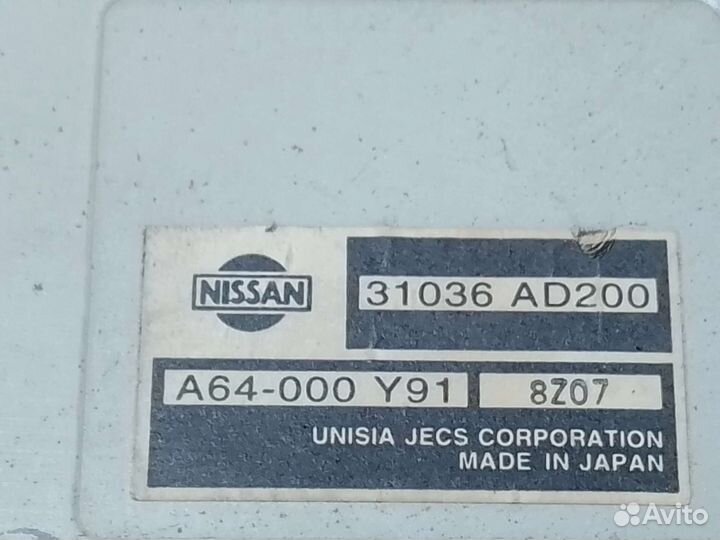 NISSAN
31036 AD200
A64-000 Y91
8Z07
UNISIA JECS CORPORATION
MADE IN JAPAN
Avito